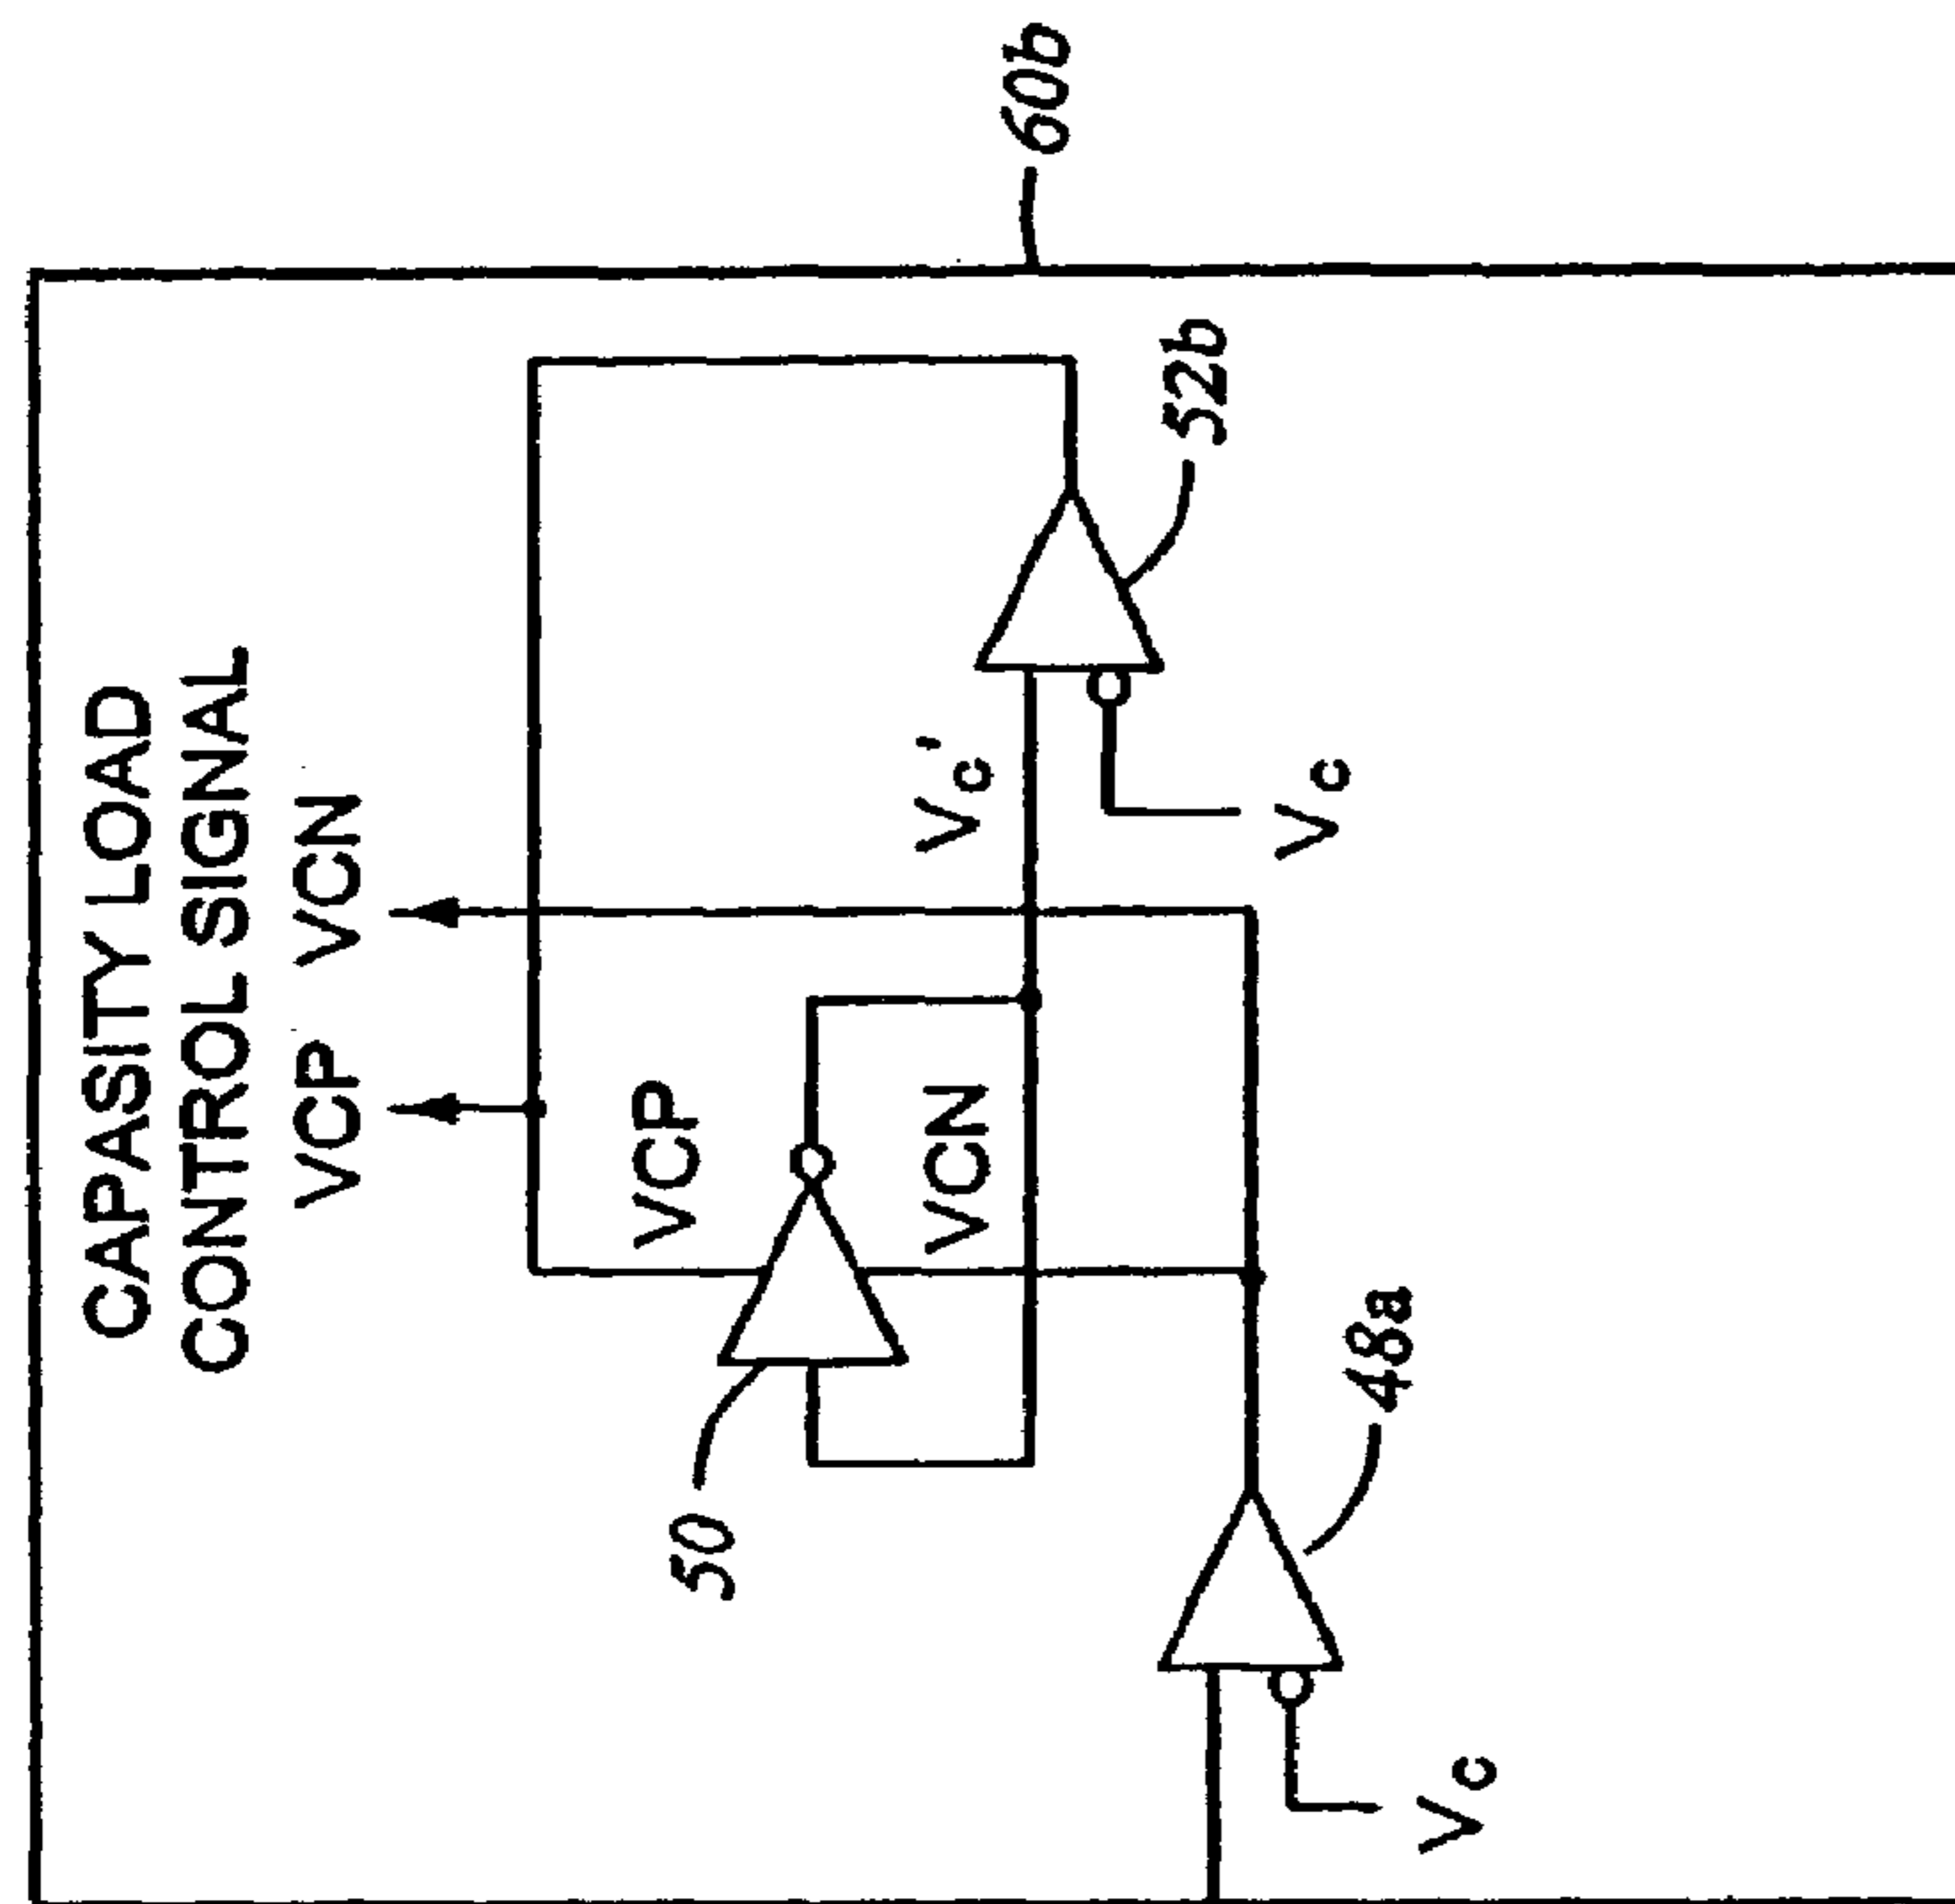 CAPASITY LOAD
CONTROL SIGNAL
VCP VCN
VCP
VCN
Vc'
Vc
Vc
50
48a
52b
60b